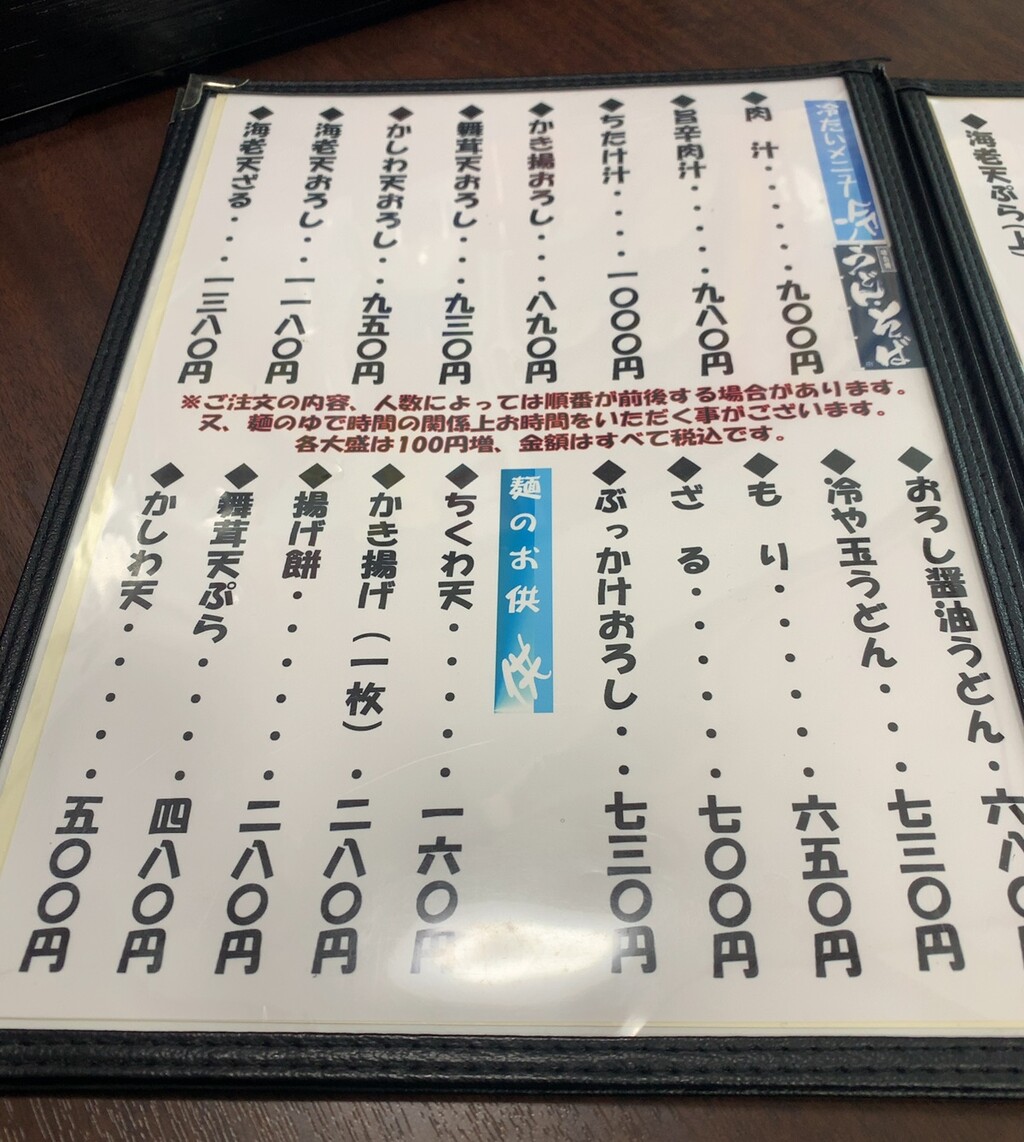 海老天ぷら(上)
冷たいメニュー
うどん・そば
◆肉 汁・・・・・九〇〇円
◆旨辛肉汁・・・・九八〇円
◆ちたけ汁・・・・一〇〇〇円
◆かき揚おろし・・・八九〇円
◆舞茸天おろし・・・九三〇円
◆かしわ天おろし・・九五〇円
◆海老天おろし・・一一八〇円
◆海老天ざる・・・一三八〇円
※ご注文の内容、人数によっては順番が前後する場合があります。
又、麺のゆで時間の関係上お時間をいただく事がございます。
各大盛は100円増、金額はすべて税込です。
◆おろし醤油うどん・六八〇
◆冷や玉うどん・・・七三〇円
◆も り・・・・・・六五〇円
◆ざ る・・・・・・七〇〇円
◆ぶっかけおろし・・七三〇円
麺のお供
◆ちくわ天・・・・・一六〇円
◆かき揚げ(一枚)・二八〇円
◆揚げ餅・・・・・・二八〇円
◆舞茸天ぷら・・・・四八〇円
◆かしわ天・・・・・五〇〇円